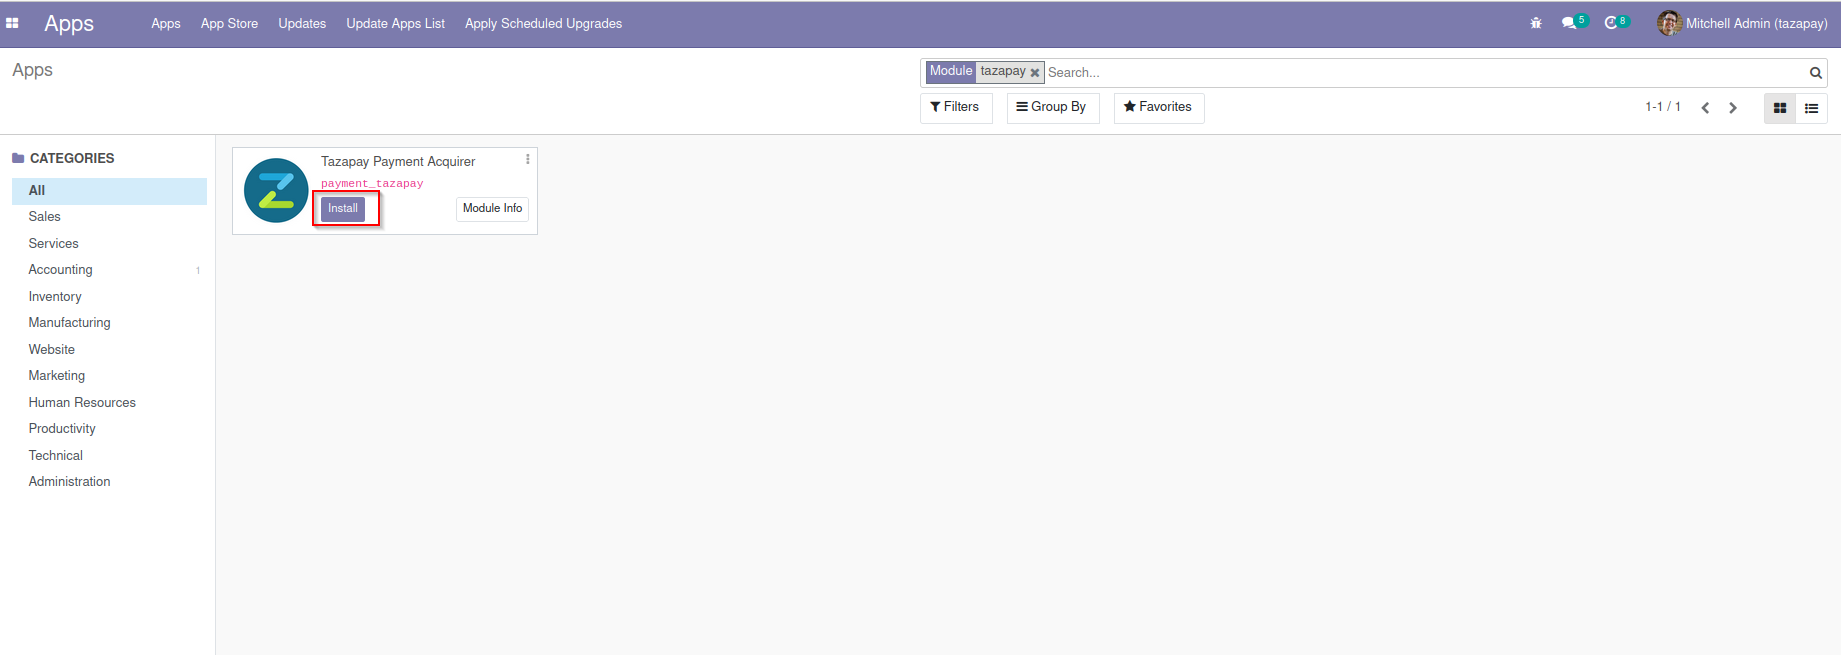 Apps Apps App Store Updates Update Apps List Apply Scheduled Upgrades 5 8 Mitchell Admin (tazapay)
Apps
Module tazapay Search...
Filters Group By Favorites 1-1 / 1
CATEGORIES
All
Sales
Services
Accounting 1
Inventory
Manufacturing
Website
Marketing
Human Resources
Productivity
Technical
Administration
Tazapay Payment Acquirer
payment_tazapay
Install Module Info